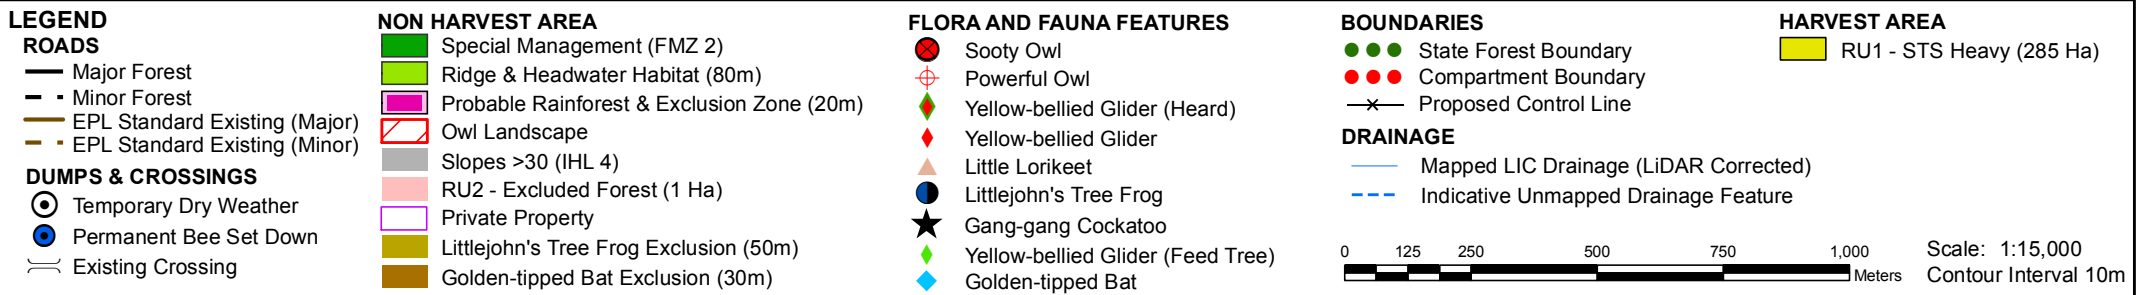 LEGEND
ROADS
Major Forest
Minor Forest
EPL Standard Existing (Major)
EPL Standard Existing (Minor)
DUMPS & CROSSINGS
Temporary Dry Weather
Permanent Bee Set Down
Existing Crossing
NON HARVEST AREA
Special Management (FMZ 2)
Ridge & Headwater Habitat (80m)
Probable Rainforest & Exclusion Zone (20m)
Owl Landscape
Slopes >30 (IHL 4)
RU2 - Excluded Forest (1 Ha)
Private Property
Littlejohn's Tree Frog Exclusion (50m)
Golden-tipped Bat Exclusion (30m)
FLORA AND FAUNA FEATURES
Sooty Owl
Powerful Owl
Yellow-bellied Glider (Heard)
Yellow-bellied Glider
Little Lorikeet
Littlejohn's Tree Frog
Gang-gang Cockatoo
Yellow-bellied Glider (Feed Tree)
Golden-tipped Bat
BOUNDARIES
State Forest Boundary
Compartment Boundary
Proposed Control Line
DRAINAGE
Mapped LIC Drainage (LiDAR Corrected)
Indicative Unmapped Drainage Feature
0 125 250 500 750 1,000
Meters
HARVEST AREA
RU1 - STS Heavy (285 Ha)
Scale: 1:15,000
Contour Interval 10m